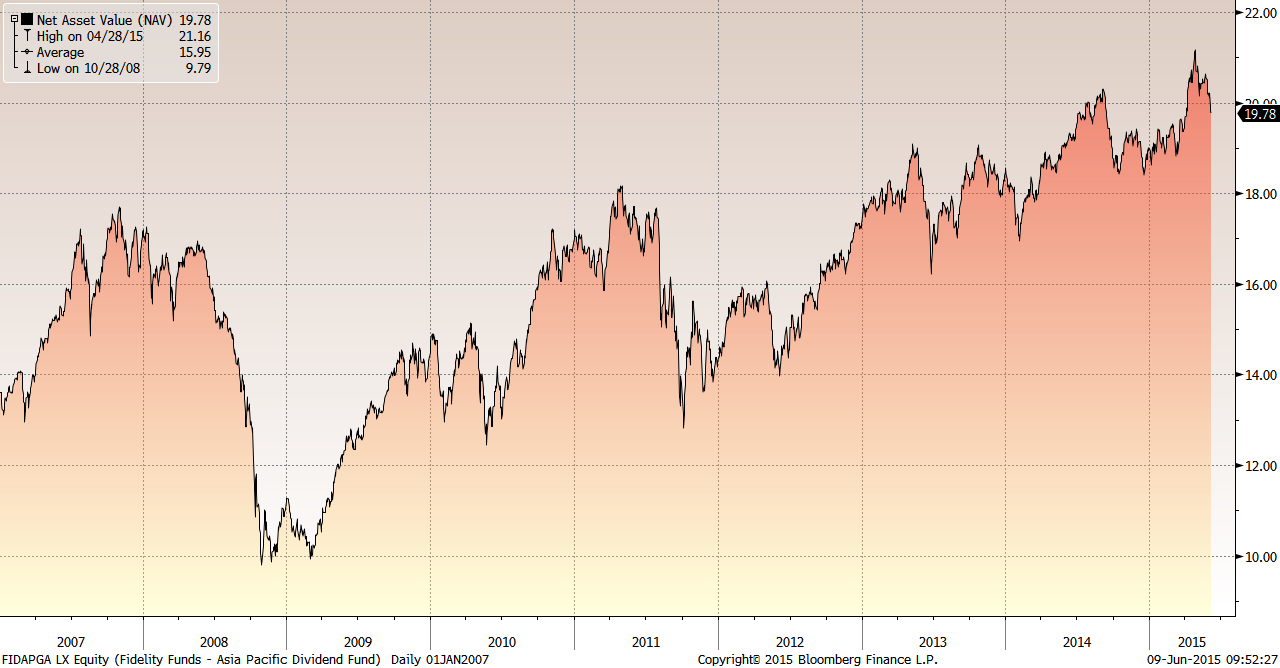 Net Asset Value (NAV) 19.78
High on 04/28/15 21.16
Average 15.95
Low on 10/28/08 9.79
22.00
20.00
19.78
18.00
16.00
14.00
12.00
10.00
2007 2008 2009 2010 2011 2012 2013 2014 2015
FIDAPGA LX Equity (Fidelity Funds - Asia Pacific Dividend Fund) Daily 01JAN2007 Copyright© 2015 Bloomberg Finance L.P. 09-Jun-2015 09:52:27